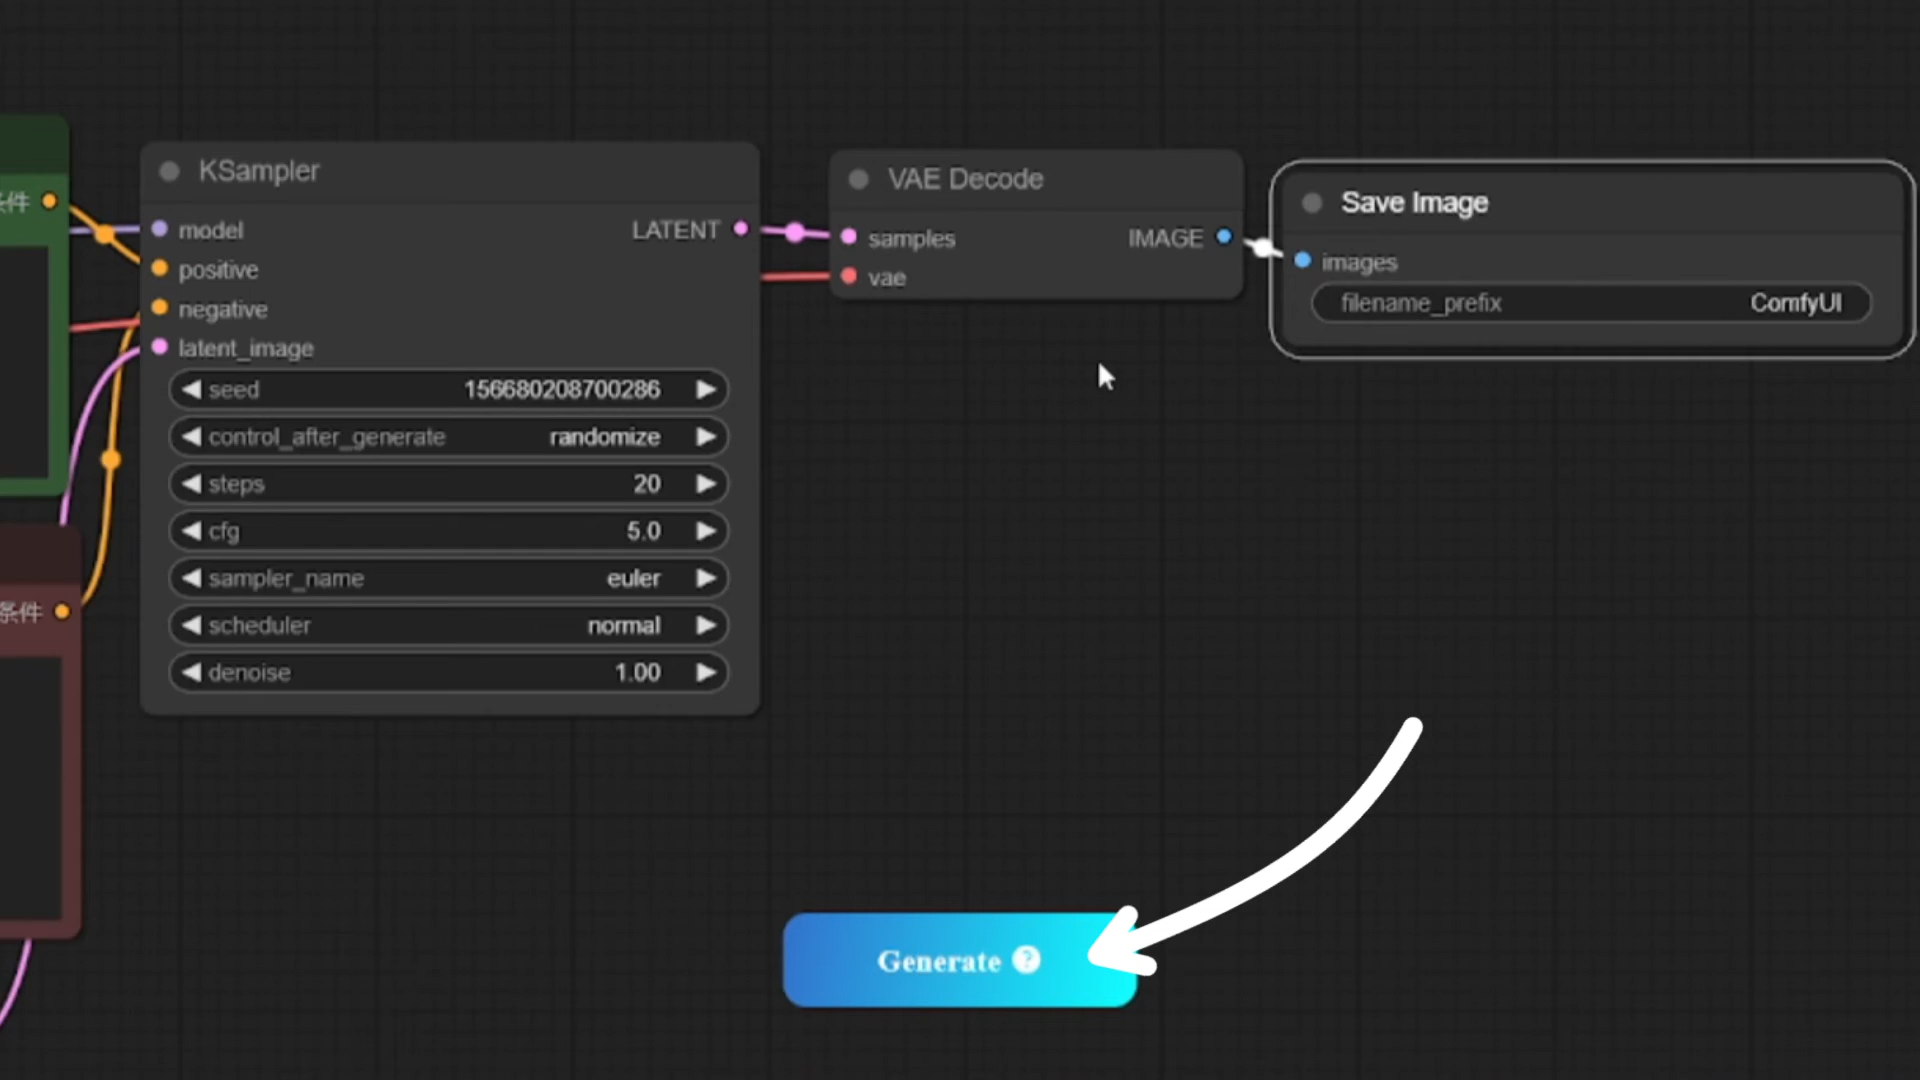 条件
KSampler
model
LATENT
positive
negative
latent_image
seed 156680208700286
control_after_generate randomize
steps 20
cfg 5.0
sampler_name euler
scheduler normal
denoise 1.00
VAE Decode
samples
IMAGE
vae
Save Image
images
filename_prefix ComfyUI
条件
Generate ?